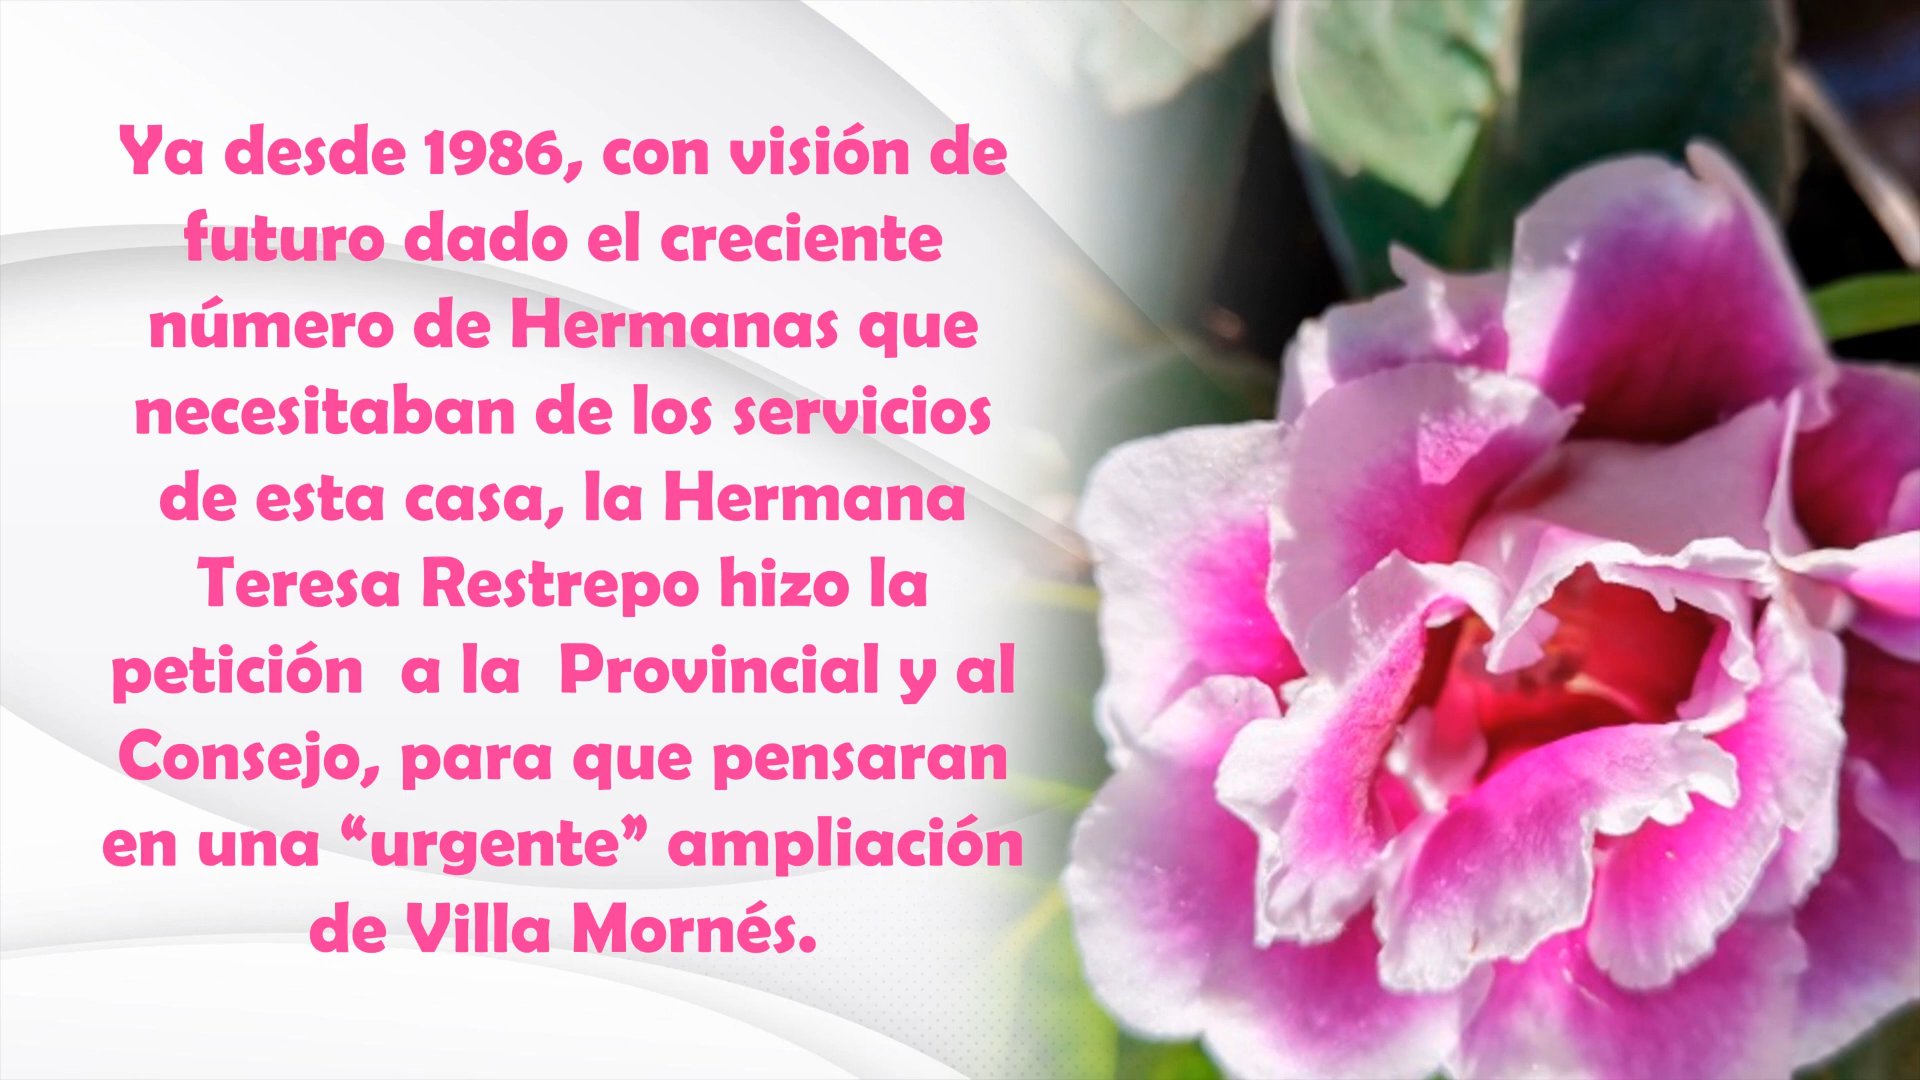 Ya desde 1986, con visión de
futuro dado el creciente
número de Hermanas que
necesitaban de los servicios
de esta casa, la Hermana
Teresa Restrepo hizo la
petición  a la  Provincial y al
Consejo, para que pensaran
en una “urgente” ampliación
de Villa Mornés.